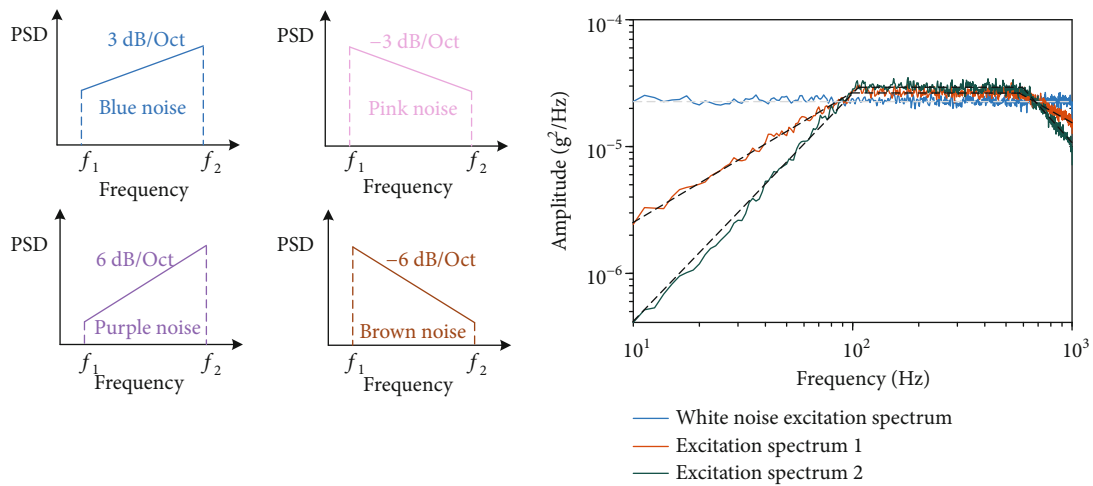 PSD
3 dB/Oct
Blue noise
f1
f2
Frequency
PSD
−3 dB/Oct
Pink noise
f1
f2
Frequency
PSD
6 dB/Oct
Purple noise
f1
f2
Frequency
PSD
−6 dB/Oct
Brown noise
f1
f2
Frequency
Amplitude (g²/Hz)
10⁻⁴
10⁻⁵
10⁻⁶
10¹
10²
10³
Frequency (Hz)
White noise excitation spectrum
Excitation spectrum 1
Excitation spectrum 2